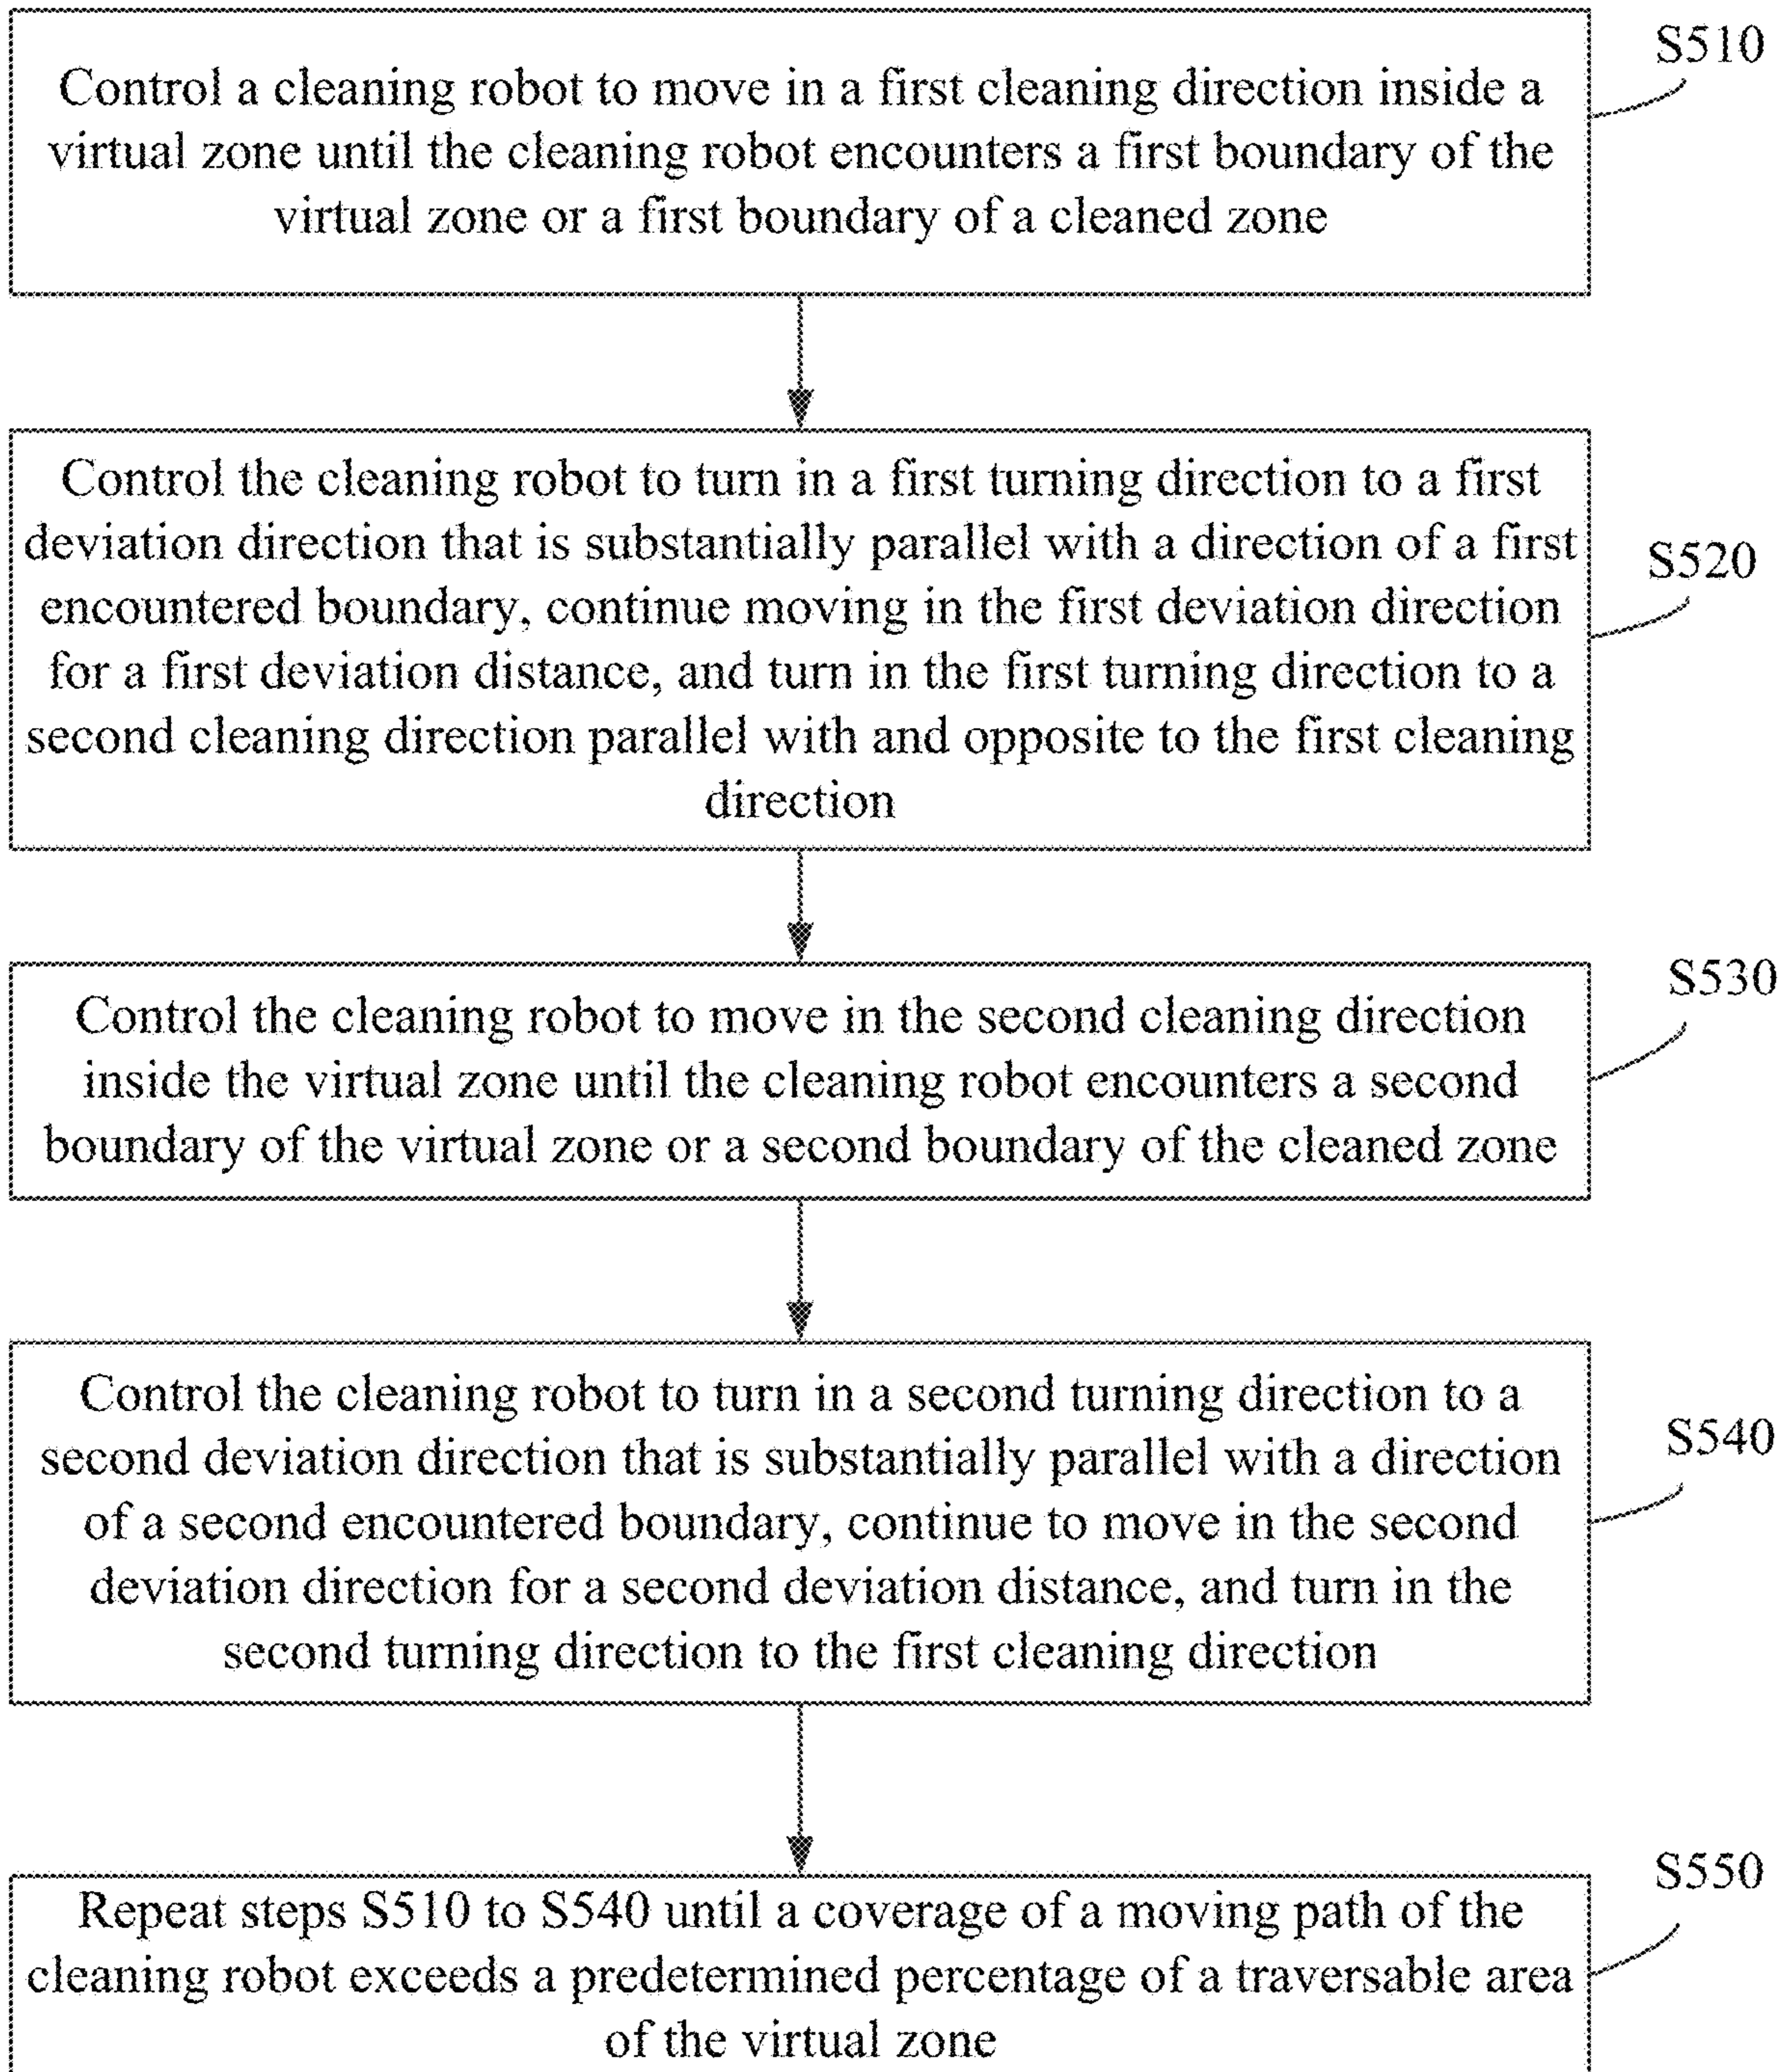 S510
Control a cleaning robot to move in a first cleaning direction inside a
virtual zone until the cleaning robot encounters a first boundary of the
virtual zone or a first boundary of a cleaned zone
Control the cleaning robot to turn in a first turning direction to a first
deviation direction that is substantially parallel with a direction of a first
S520
encountered boundary, continue moving in the first deviation direction
for a first deviation distance, and turn in the first turning direction to a
second cleaning direction parallel with and opposite to the first cleaning
direction
S530
Control the cleaning robot to move in the second cleaning direction
inside the virtual zone until the cleaning robot encounters a second
boundary of the virtual zone or a second boundary of the cleaned zone
Control the cleaning robot to turn in a second turning direction to a
S540
second deviation direction that is substantially parallel with a direction
of a second encountered boundary, continue to move in the second
deviation direction for a second deviation distance, and turn in the
second turning direction to the first cleaning direction
S550
Repeat steps S510 to S540 until a coverage of a moving path of the
cleaning robot exceeds a predetermined percentage of a traversable area
of the virtual zone